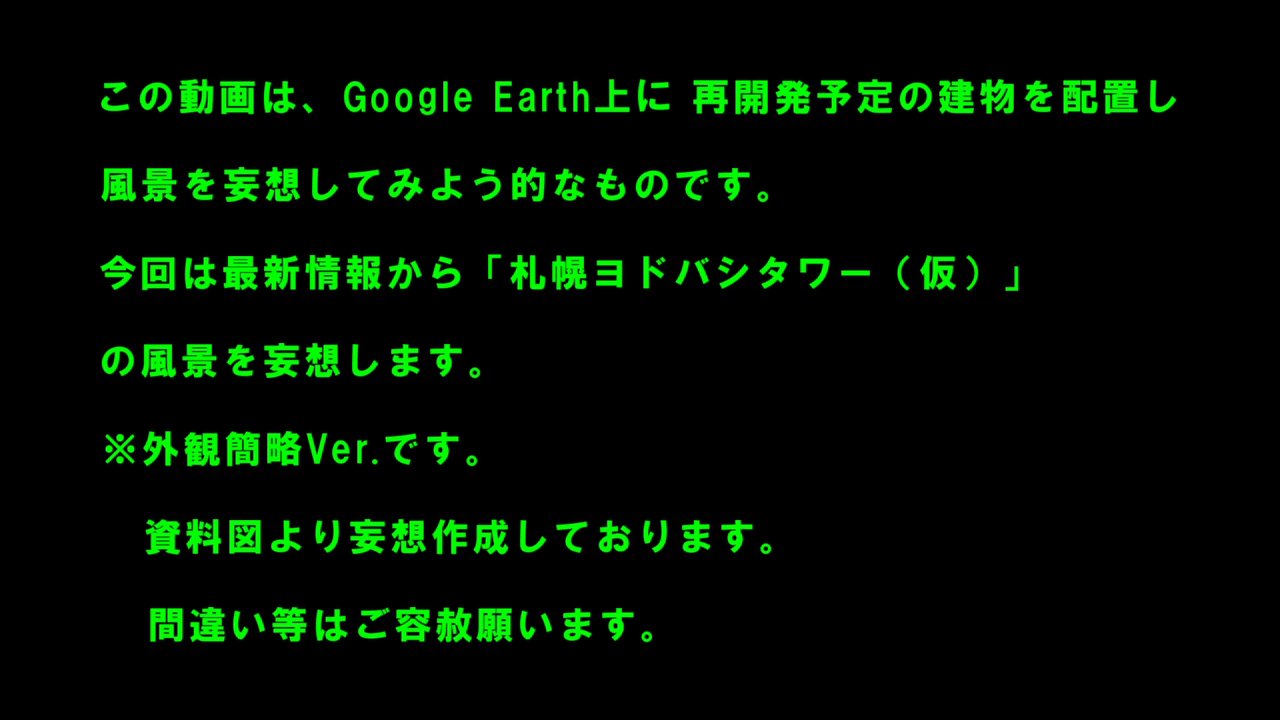 この動画は、Google Earth上に 再開発予定の建物を配置し
風景を妄想してみよう的なものです。
今回は最新情報から「札幌ヨドバシタワー（仮）」
の風景を妄想します。
※外観簡略Ver.です。
資料図より妄想作成しております。
間違い等はご容赦願います。